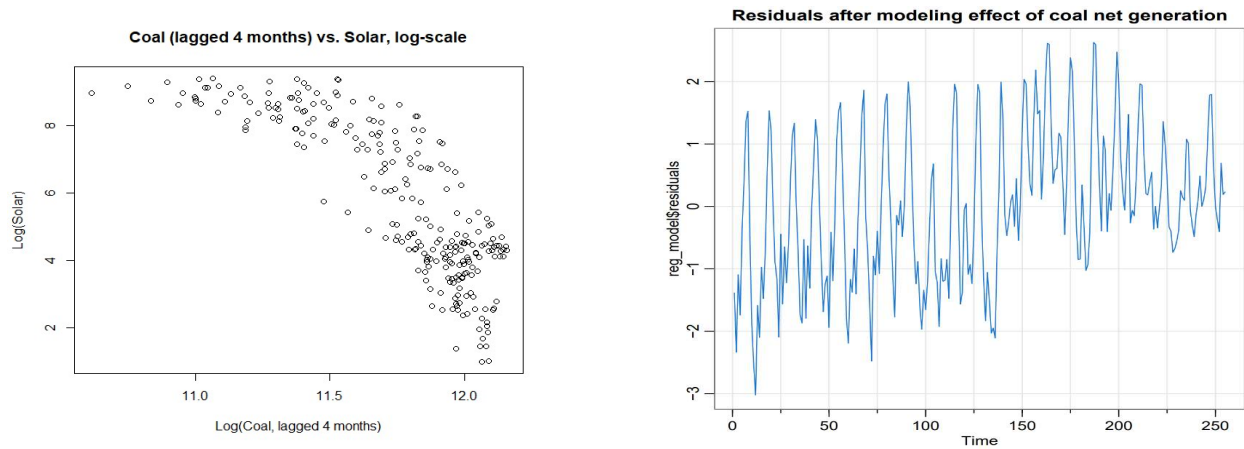 Coal (lagged 4 months) vs. Solar, log-scale
Log(Solar)
8
6
4
2
11.0 11.5 12.0
Log(Coal, lagged 4 months)
Residuals after modeling effect of coal net generation
reg_model$residuals
2
1
0
-1
-2
-3
0 50 100 150 200 250
Time